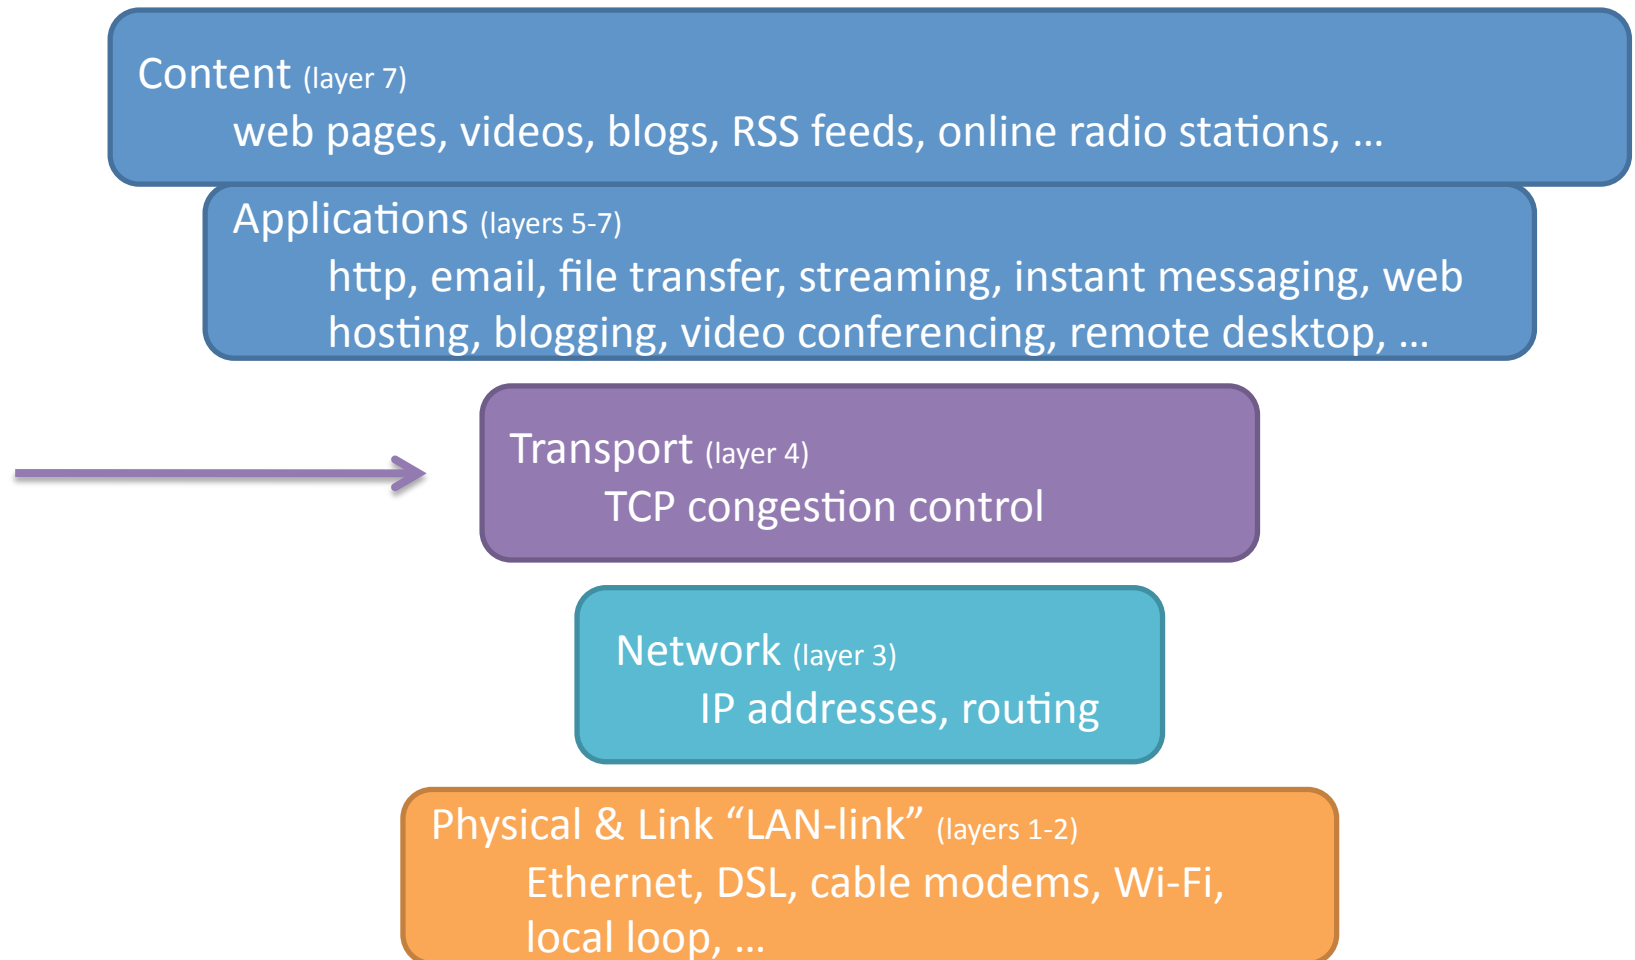 Content (layer 7)
web pages, videos, blogs, RSS feeds, online radio stations, ...
Applications (layers 5-7)
http, email, file transfer, streaming, instant messaging, web
hosting, blogging, video conferencing, remote desktop, ...
Transport (layer 4)
TCP congestion control
Network (layer 3)
IP addresses, routing
Physical & Link “LAN-link” (layers 1-2)
Ethernet, DSL, cable modems, Wi-Fi,
local loop, ...